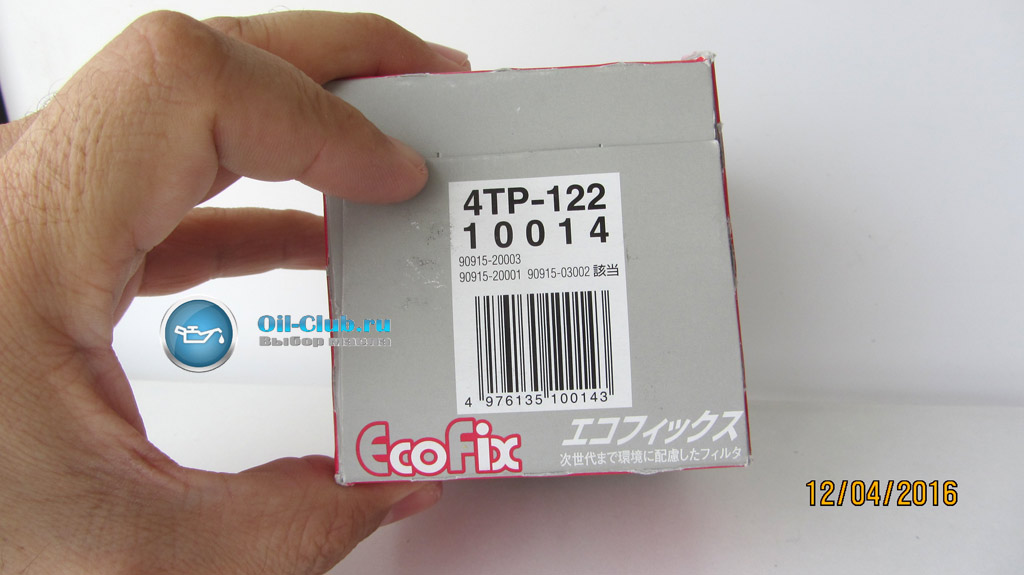 4TP-122
10014
90915-20003
90915-20001 90915-03002 該当
4 976135 100143
Oil-Club.ru
Выбор масла
EcoFix
エコフィックス
次世代まで環境に配慮したフィルタ
12/04/2016